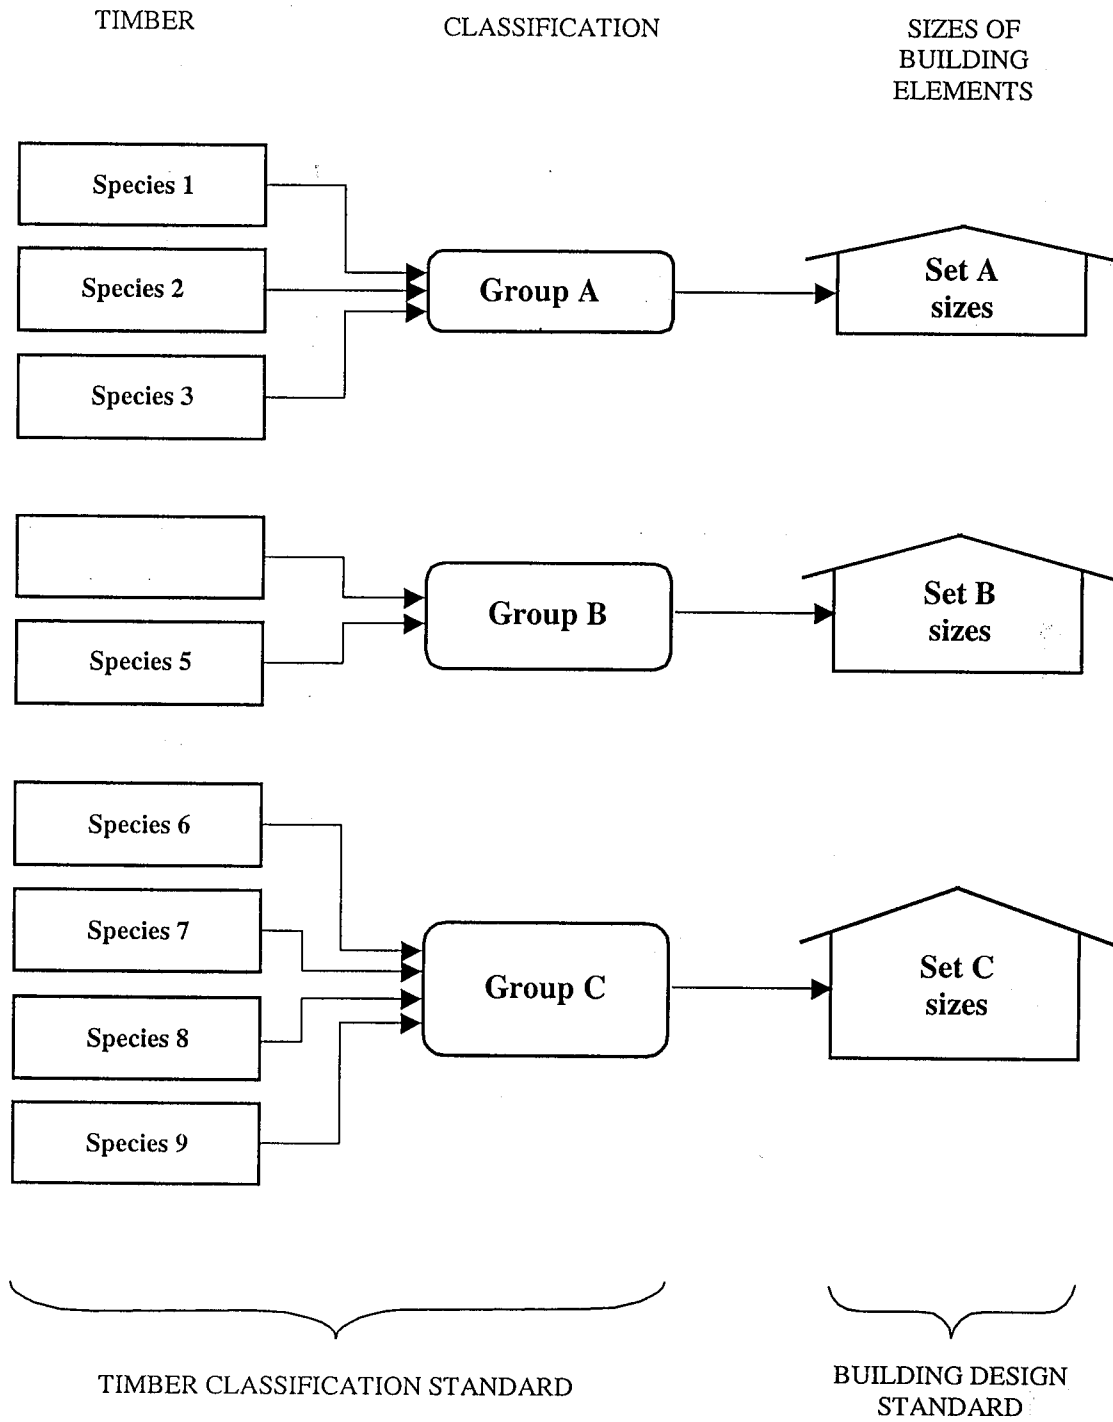 TIMBER
CLASSIFICATION
SIZES OF
BUILDING
ELEMENTS
Species 1
Species 2
Species 3
Group A
Set A
sizes
Species 5
Group B
Set B
sizes
Species 6
Species 7
Species 8
Species 9
Group C
Set C
sizes
TIMBER CLASSIFICATION STANDARD
BUILDING DESIGN
STANDARD